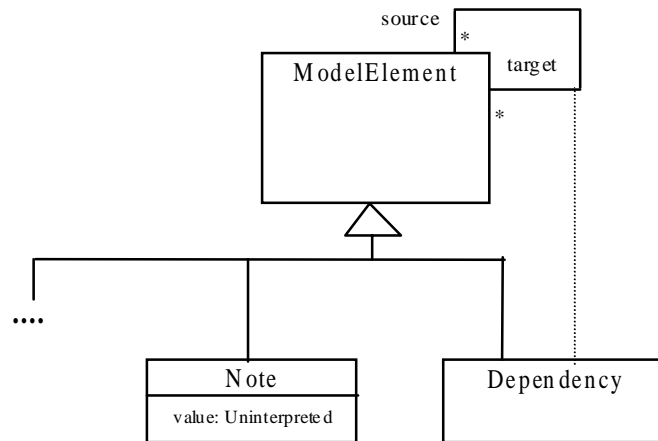 source
*
ModelElement
target
*
....
Note
Dependency
value: Uninterpreted